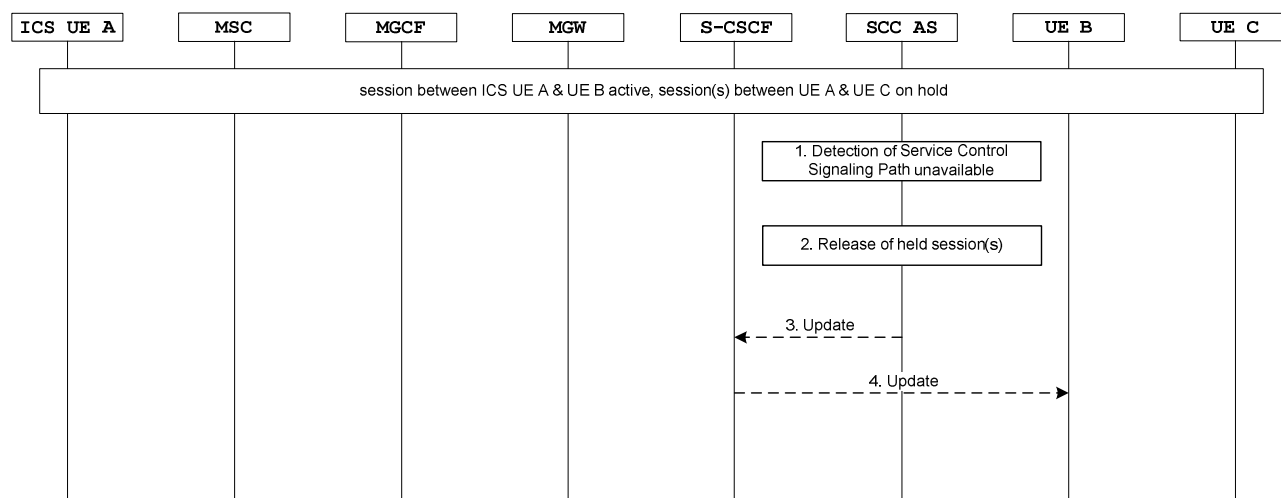 ICS UE A
MSC
MGCF
MGW
S-CSCF
SCC AS
UE B
UE C
session between ICS UE A & UE B active, session(s) between UE A & UE C on hold
1. Detection of Service Control
Signaling Path unavailable
2. Release of held session(s)
3. Update
4. Update